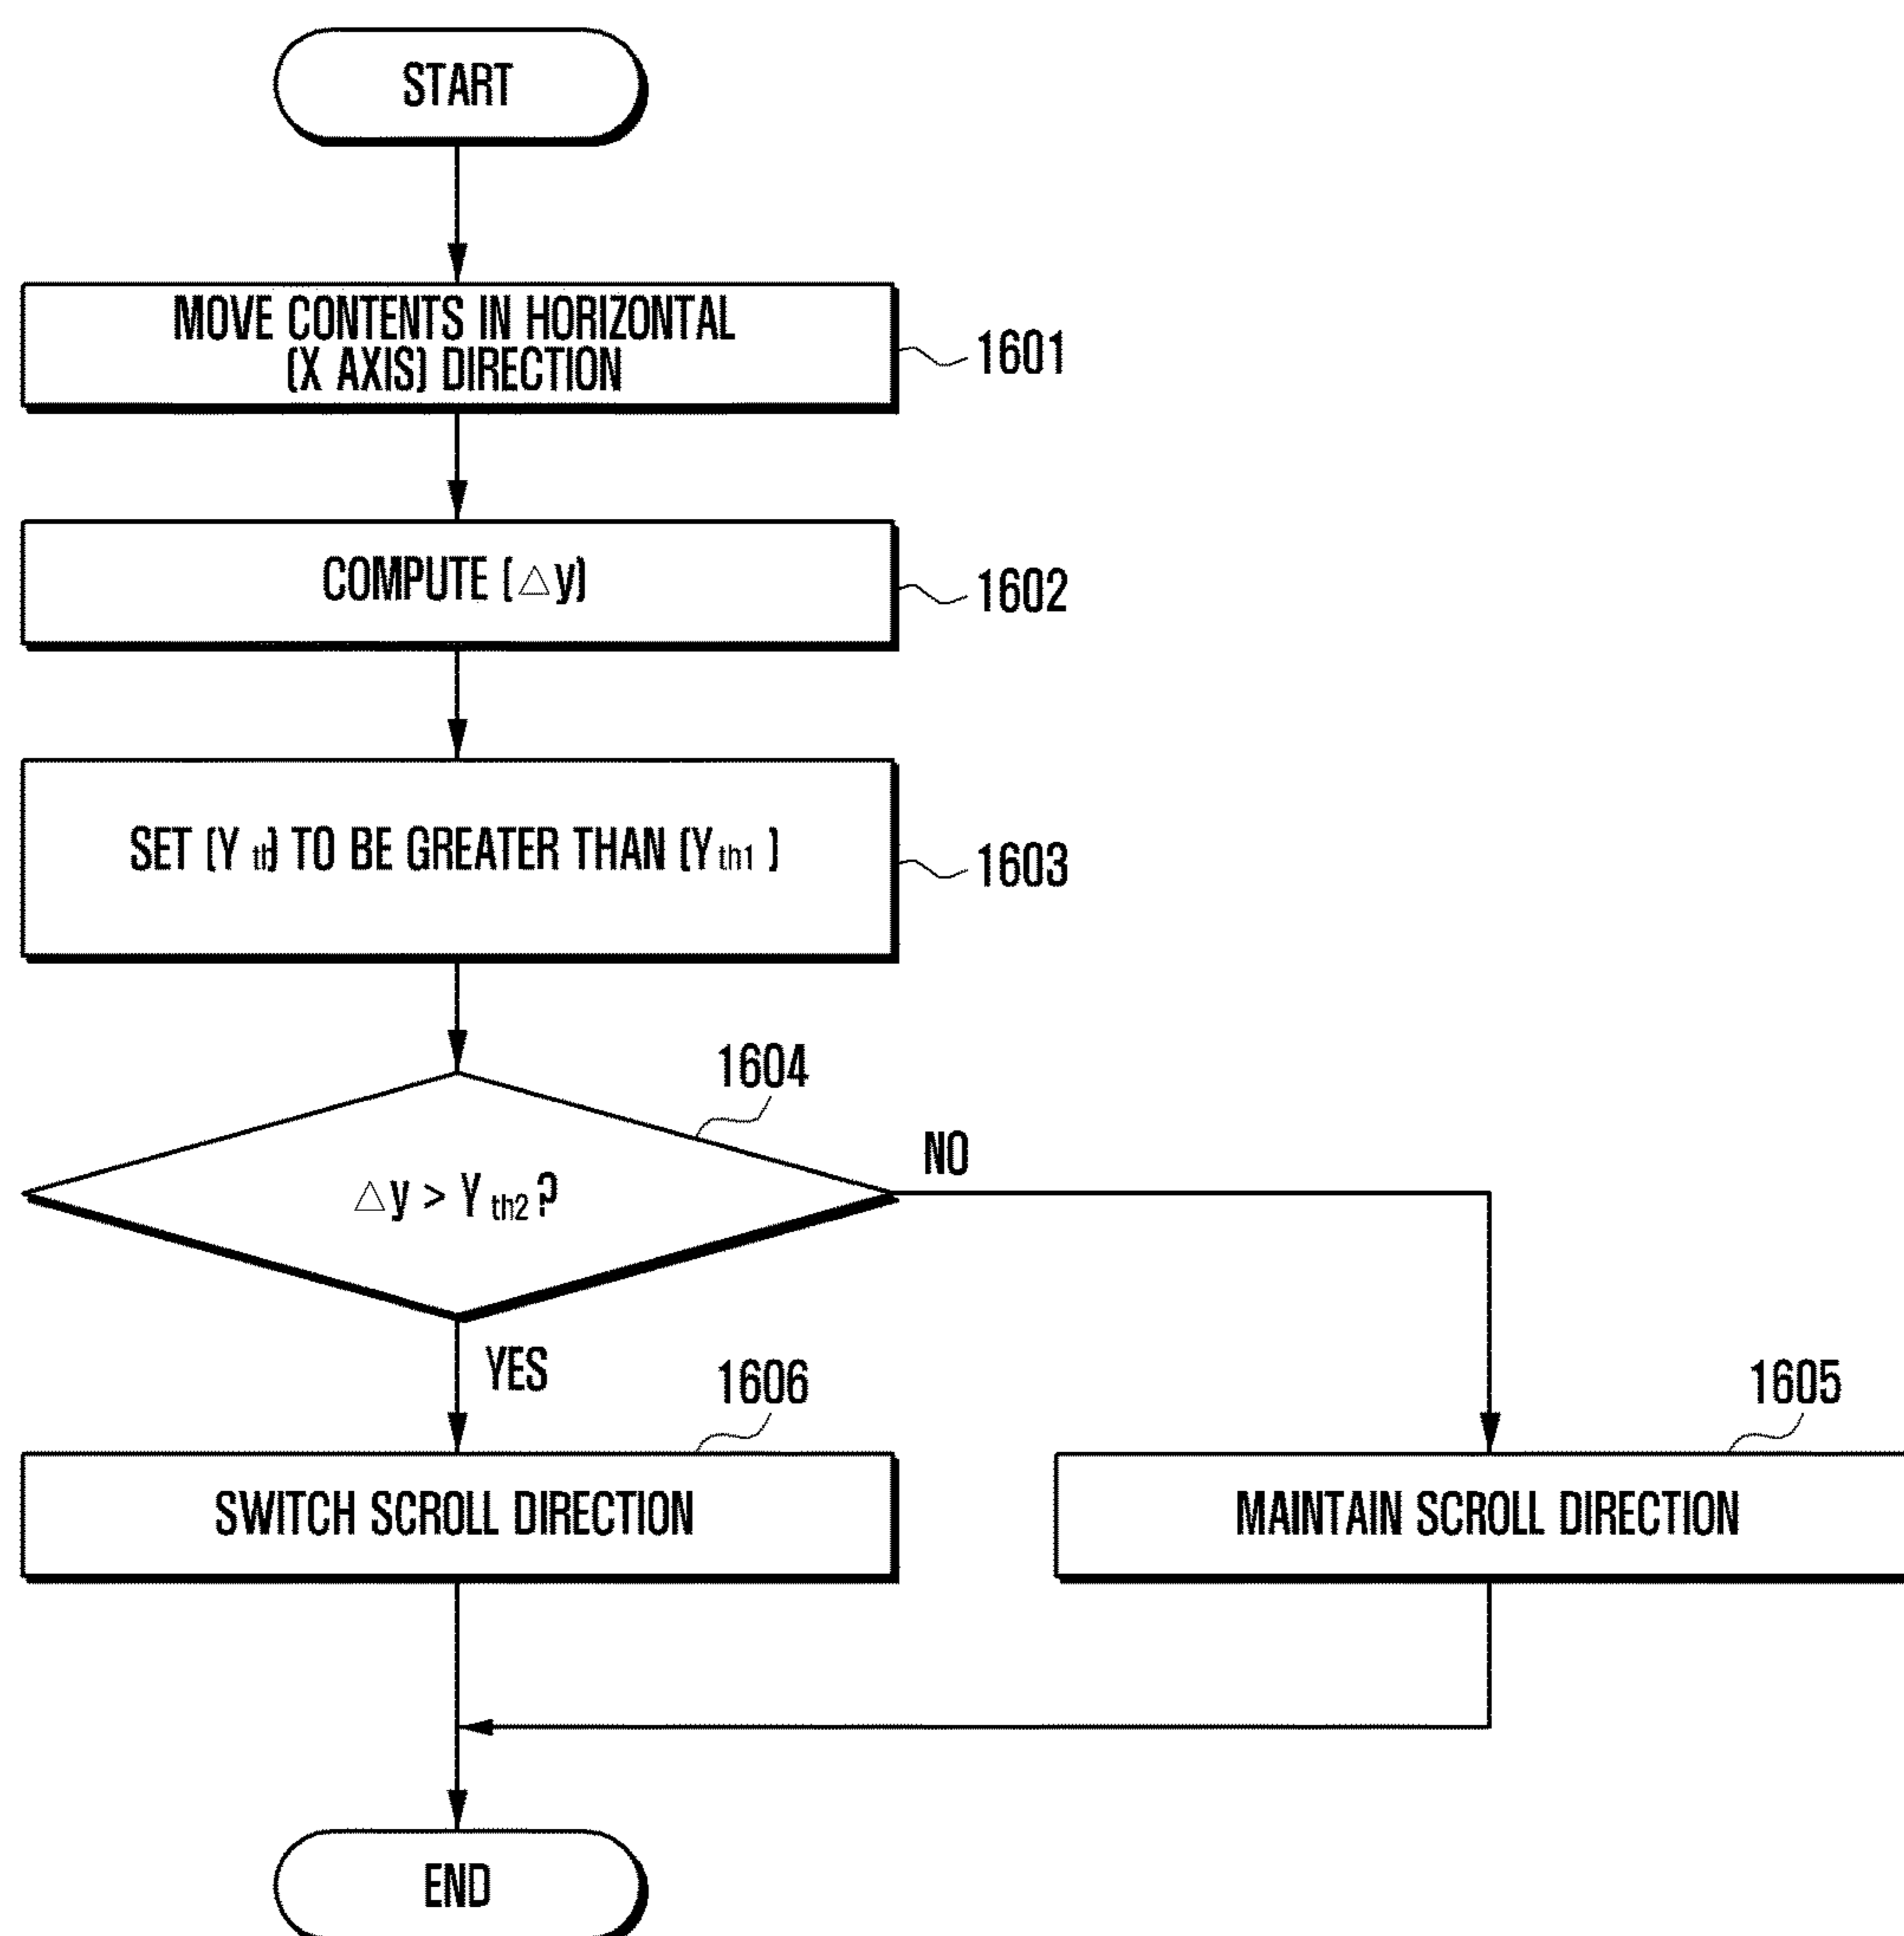 START
MOVE CONTENTS IN HORIZONTAL
(X AXIS) DIRECTION
1601
COMPUTE (△y)
1602
SET (Y th) TO BE GREATER THAN (Yth1 )
1603
1604
△y > Y th2 ?
NO
YES
1606
1605
SWITCH SCROLL DIRECTION
MAINTAIN SCROLL DIRECTION
END